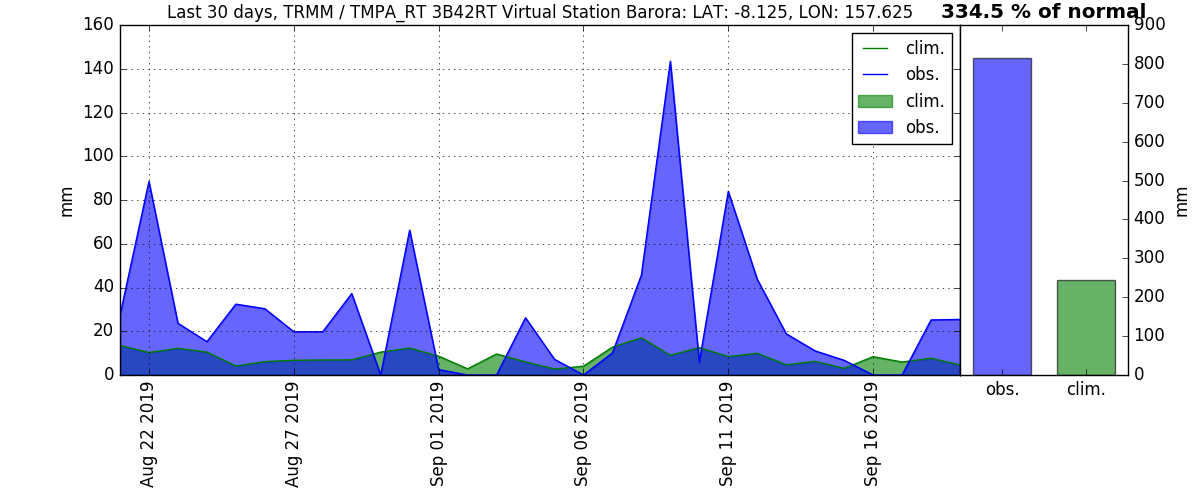 Last 30 days, TRMM / TMPA_RT 3B42RT Virtual Station Barora: LAT: -8.125, LON: 157.625
334.5 % of normal
160
140
120
100
80
60
40
20
0
mm
clim.
obs.
clim.
obs.
900
800
700
600
500
400
300
200
100
0
mm
Aug 22 2019
Aug 27 2019
Sep 01 2019
Sep 06 2019
Sep 11 2019
Sep 16 2019
obs.
clim.